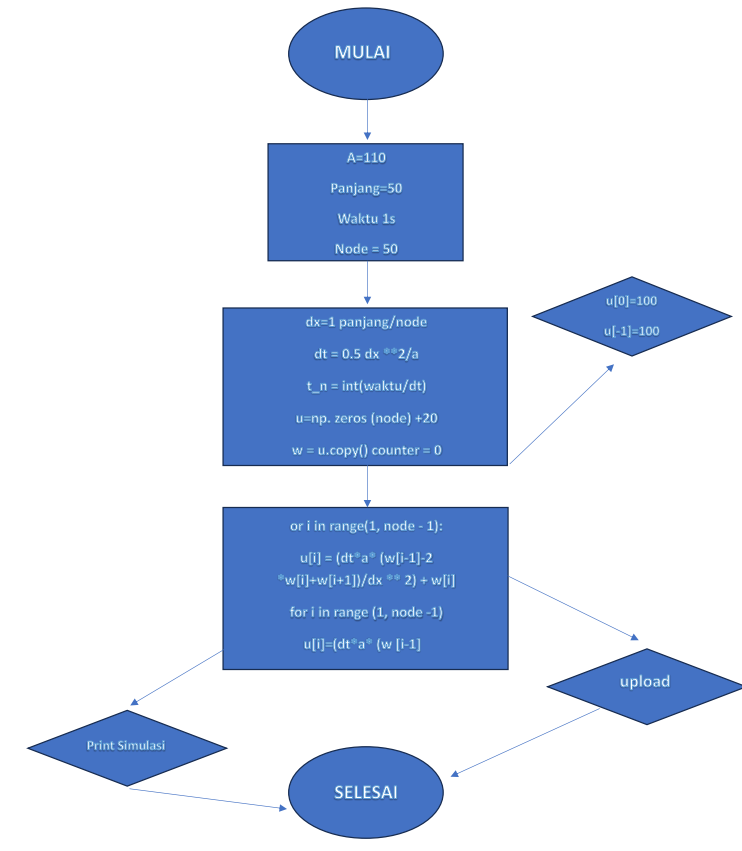 MULAI
A=110
Panjang=50
Waktu 1s
Node = 50
dx=1 panjang/node
dt = 0.5 dx **2/a
t_n = int(waktu/dt)
u=np. zeros (node) +20
w = u.copy() counter = 0
u[0]=100
u[-1]=100
or i in range(1, node - 1):
u[i] = (dt*a* (w[i-1]-2
*w[i]+w[i+1])/dx ** 2) + w[i]
for i in range (1, node -1)
u[i]=(dt*a* (w [i-1]
upload
Print Simulasi
SELESAI